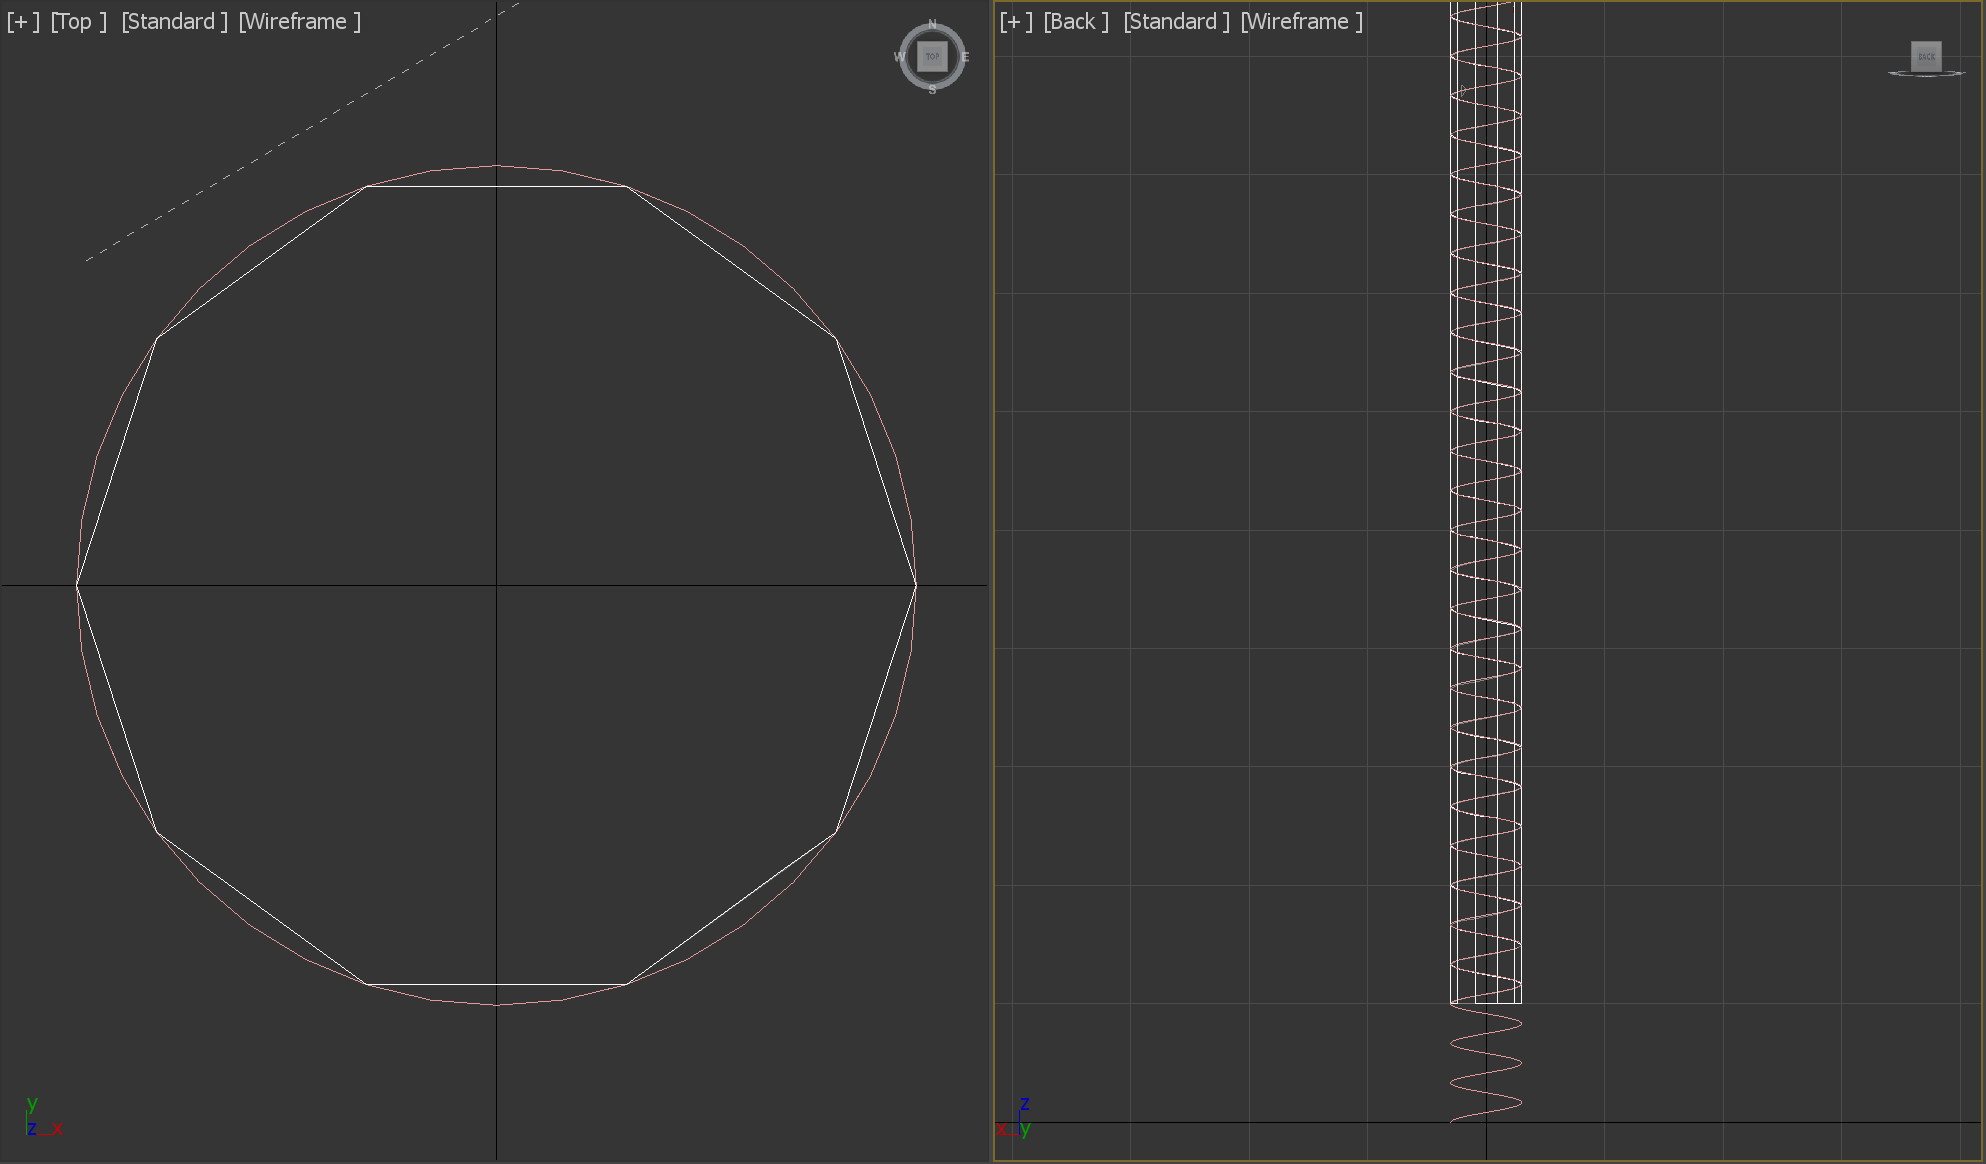 [+] [Top ] [Standard ] [Wireframe ]
N
W TOP E
S
y
z x
[+] [Back ] [Standard ] [Wireframe ]
BACK
z
x y